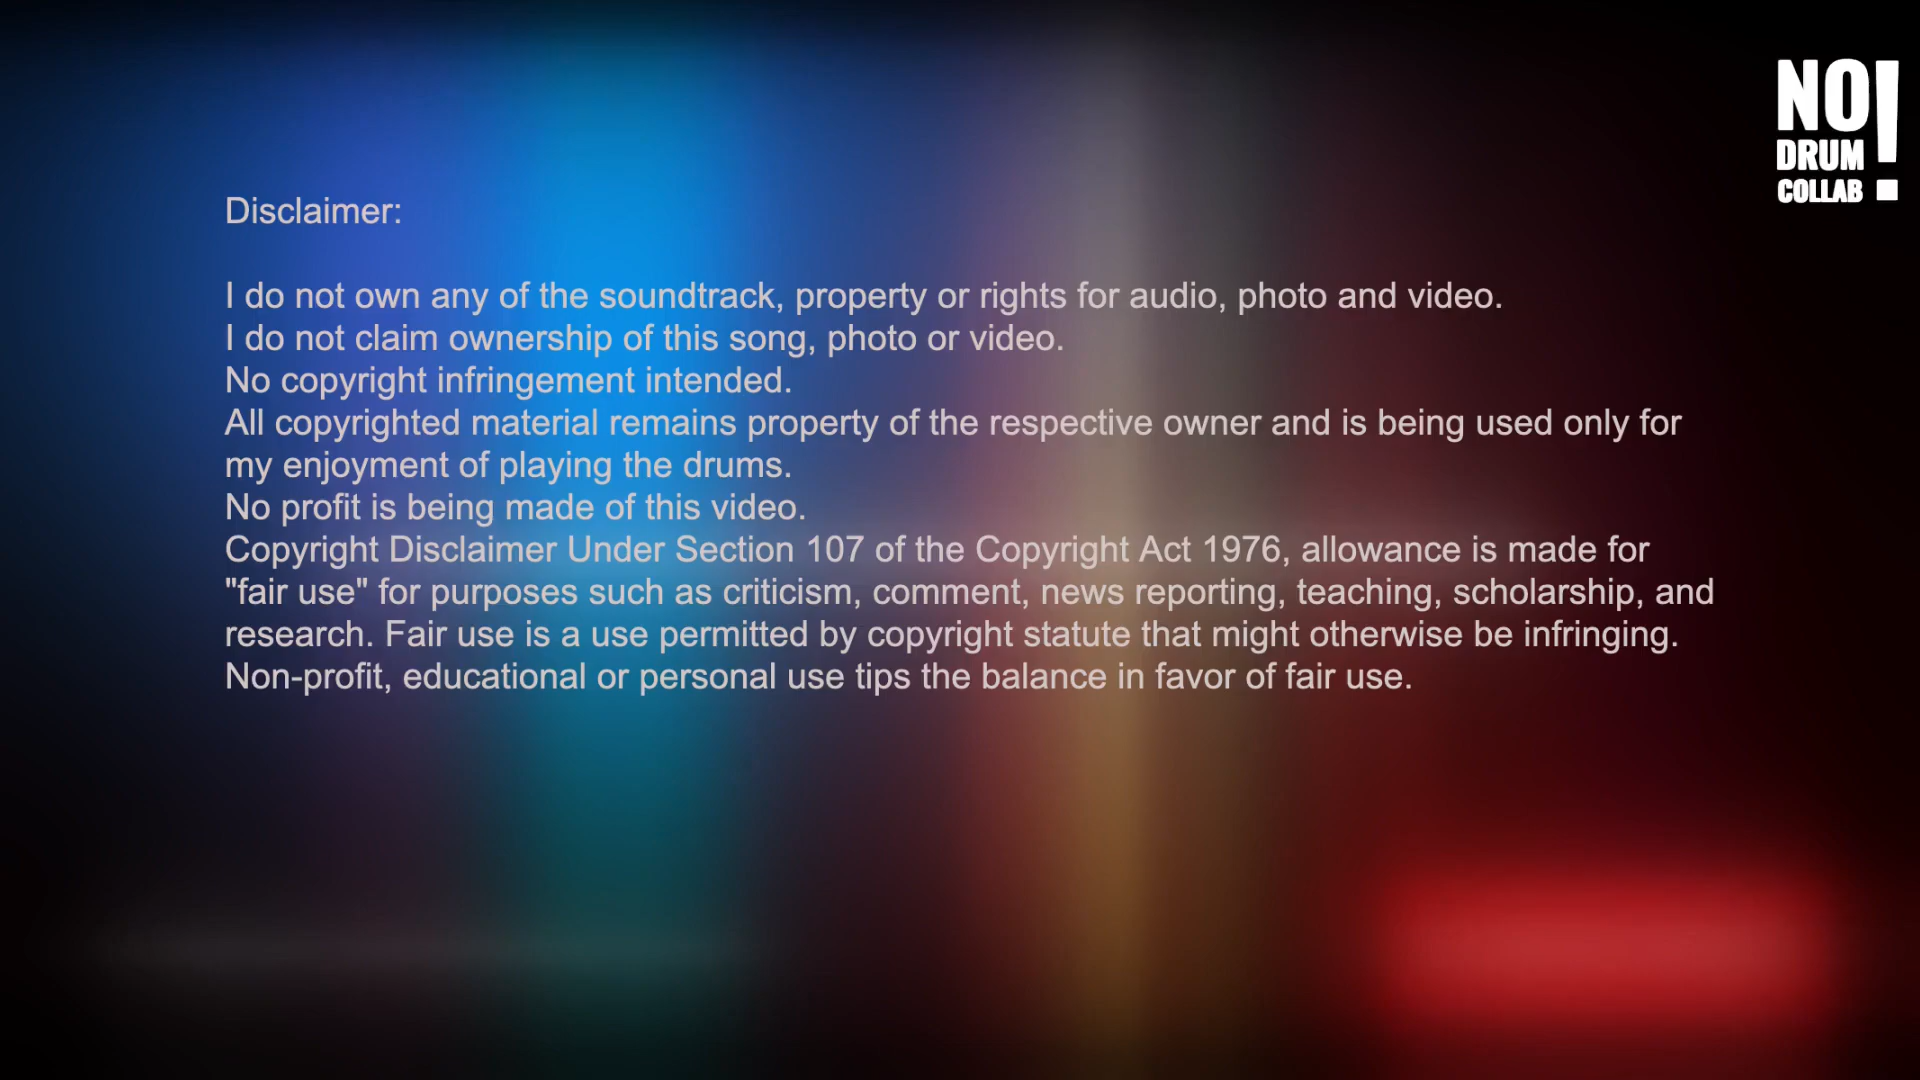 NO!
DRUM
COLLAB
Disclaimer:
I do not own any of the soundtrack, property or rights for audio, photo and video.
I do not claim ownership of this song, photo or video.
No copyright infringement intended.
All copyrighted material remains property of the respective owner and is being used only for
my enjoyment of playing the drums.
No profit is being made of this video.
Copyright Disclaimer Under Section 107 of the Copyright Act 1976, allowance is made for
"fair use" for purposes such as criticism, comment, news reporting, teaching, scholarship, and
research. Fair use is a use permitted by copyright statute that might otherwise be infringing.
Non-profit, educational or personal use tips the balance in favor of fair use.